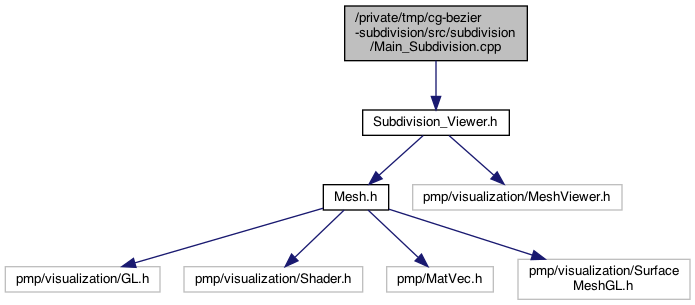 /private/tmp/cg-bezier
-subdivision/src/subdivision
/Main_Subdivision.cpp
Subdivision_Viewer.h
Mesh.h
pmp/visualization/MeshViewer.h
pmp/visualization/GL.h
pmp/visualization/Shader.h
pmp/MatVec.h
pmp/visualization/Surface
MeshGL.h